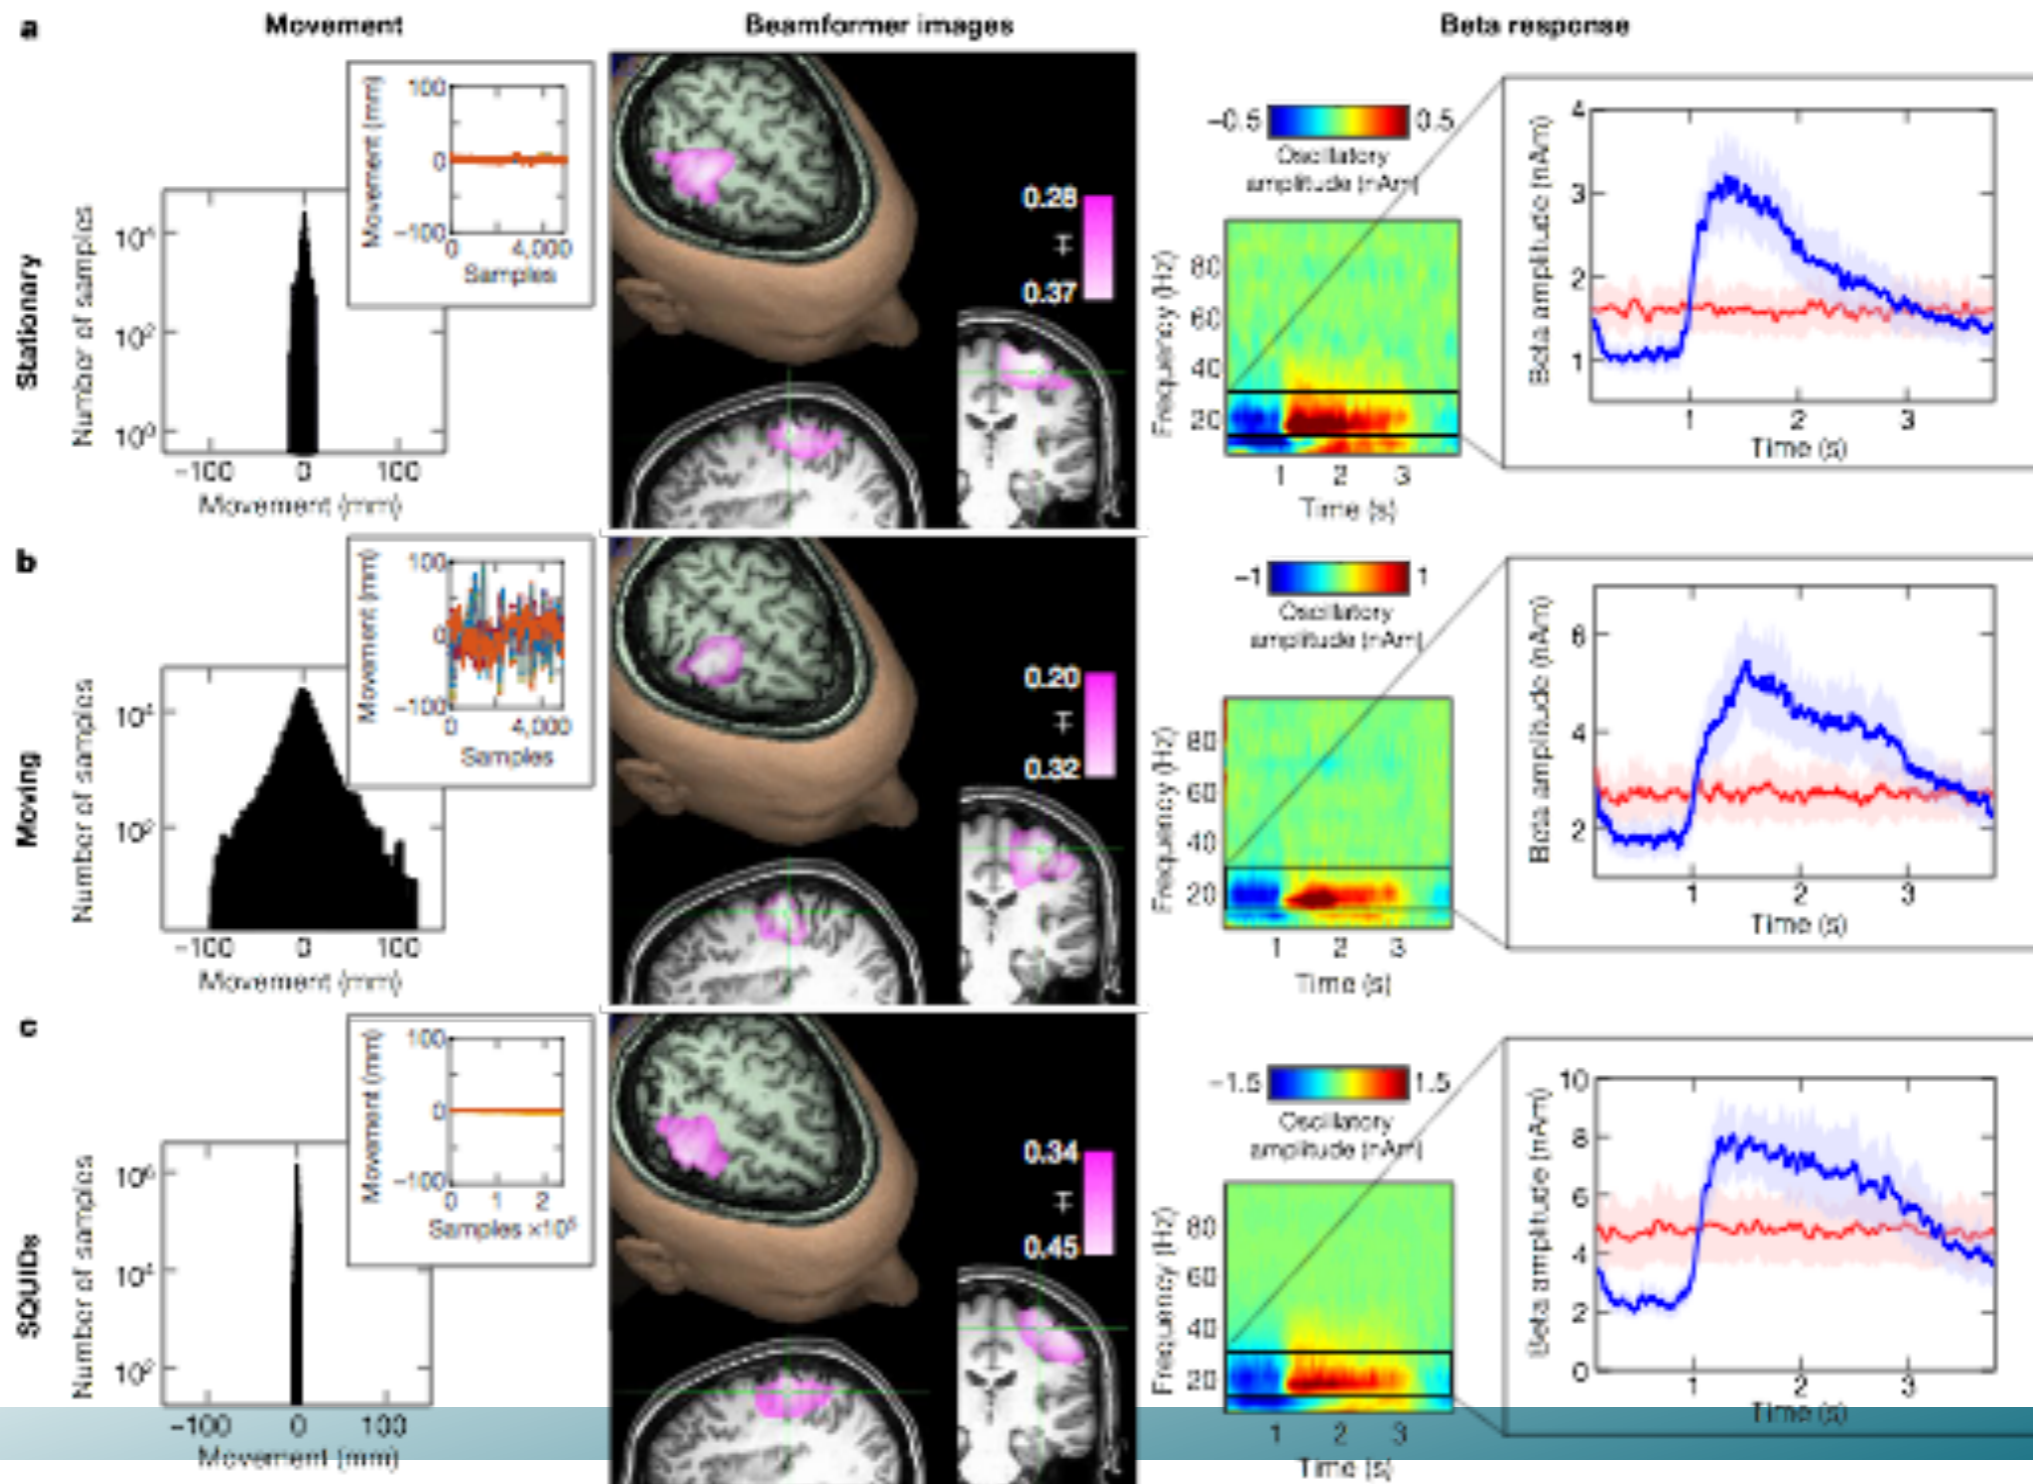 a
Movement
Beamformer images
Beta response
Stationary
Number of samples
10⁴
10²
10⁰
−100 0 100
Movement (mm)
Movement (mm)
100
0
−100
0 4,000
Samples
0.28
T
0.37
−0.5 0.5
Oscillatory
amplitude (nAm)
Frequency (Hz)
80
60
40
20
1 2 3
Time (s)
Beta amplitude (nAm)
4
3
2
1
1 2 3
Time (s)
b
Moving
Number of samples
10⁴
10²
−100 0 100
Movement (mm)
Movement (mm)
100
0
−100
0 4,000
Samples
0.20
T
0.32
−1 1
Oscillatory
amplitude (nAm)
Frequency (Hz)
80
60
40
20
1 2 3
Time (s)
Beta amplitude (nAm)
6
4
2
1 2 3
Time (s)
c
SQUIDs
Number of samples
10⁶
10⁴
10²
−100 0 100
Movement (mm)
Movement (mm)
100
0
−100
0 1 2
Samples ×10⁵
0.34
T
0.45
−1.5 1.5
Oscillatory
amplitude (nAm)
Frequency (Hz)
80
60
40
20
1 2 3
Time (s)
Beta amplitude (nAm)
10
8
6
4
2
0
1 2 3
Time (s)